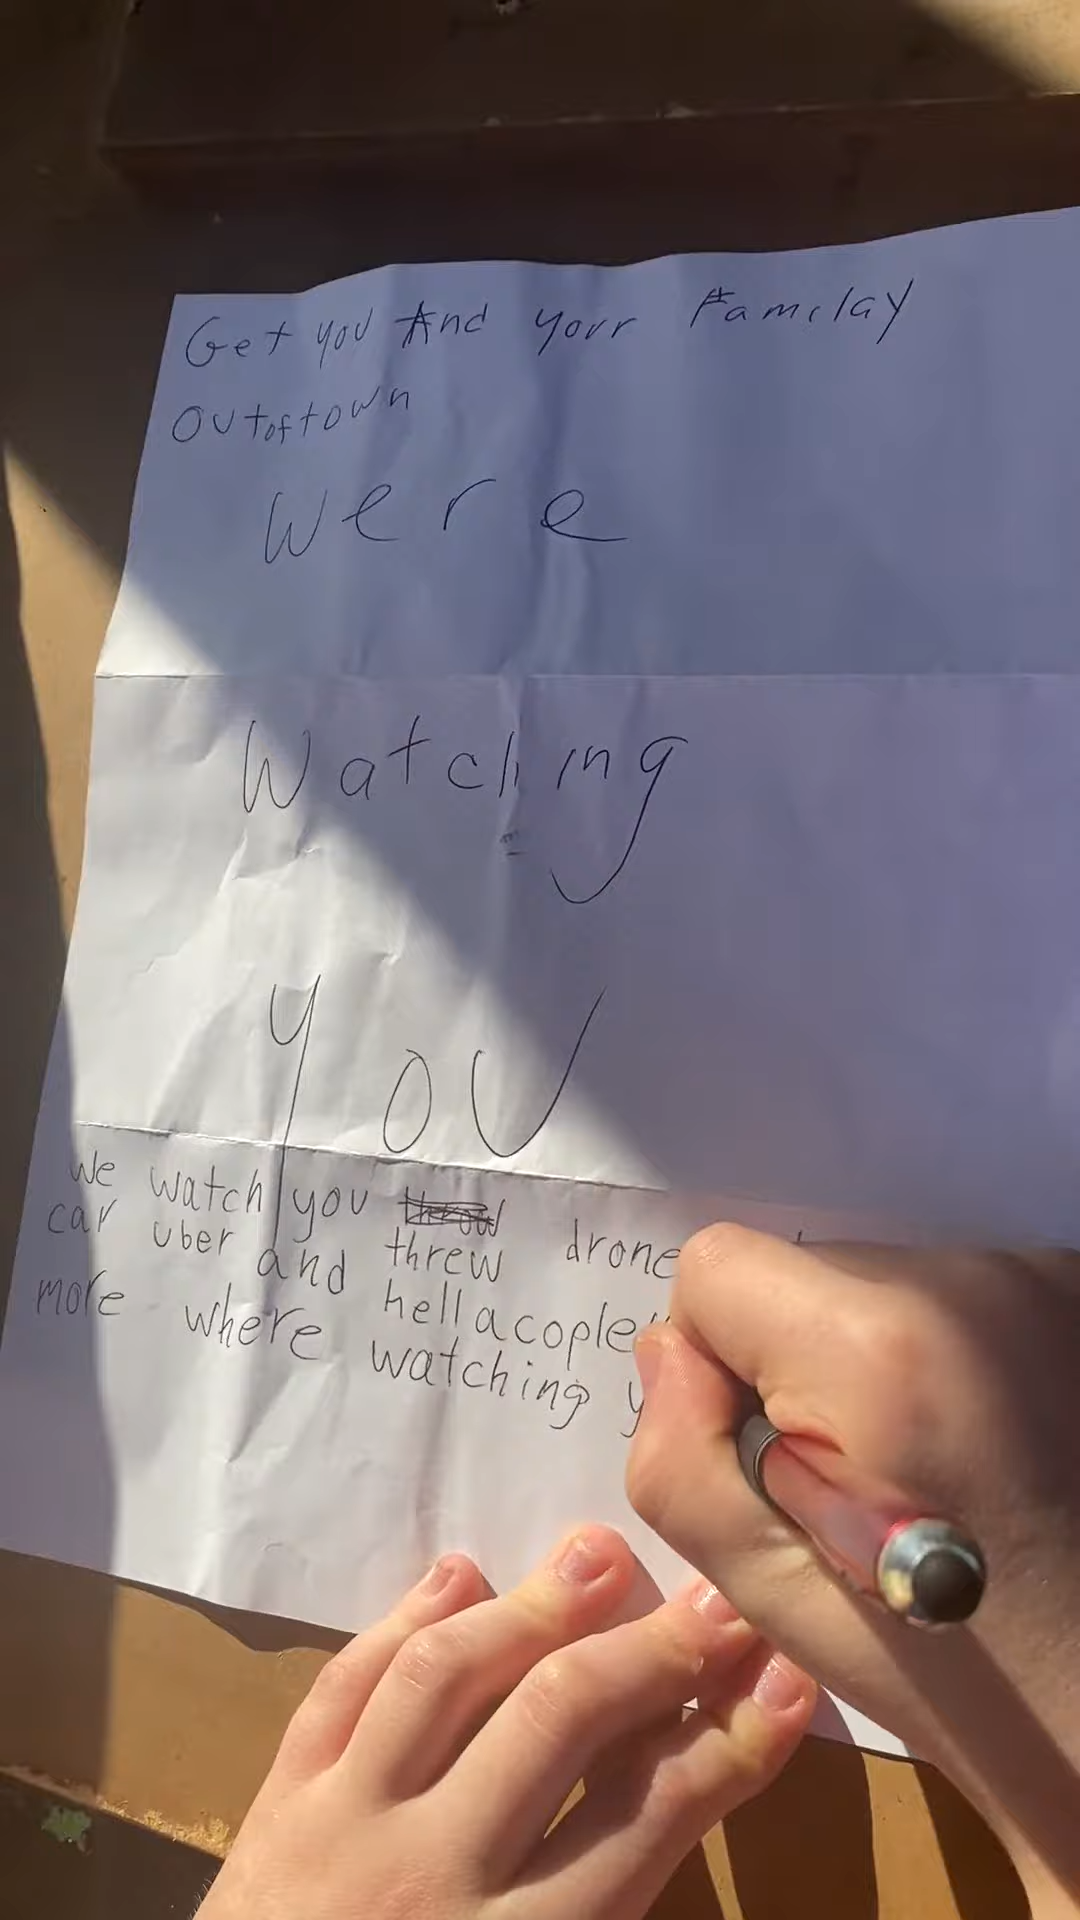 Get you And your Famılay
outoftown
were
Watching
you
We watch you drone
car uber and threw
more where hellacople
watching